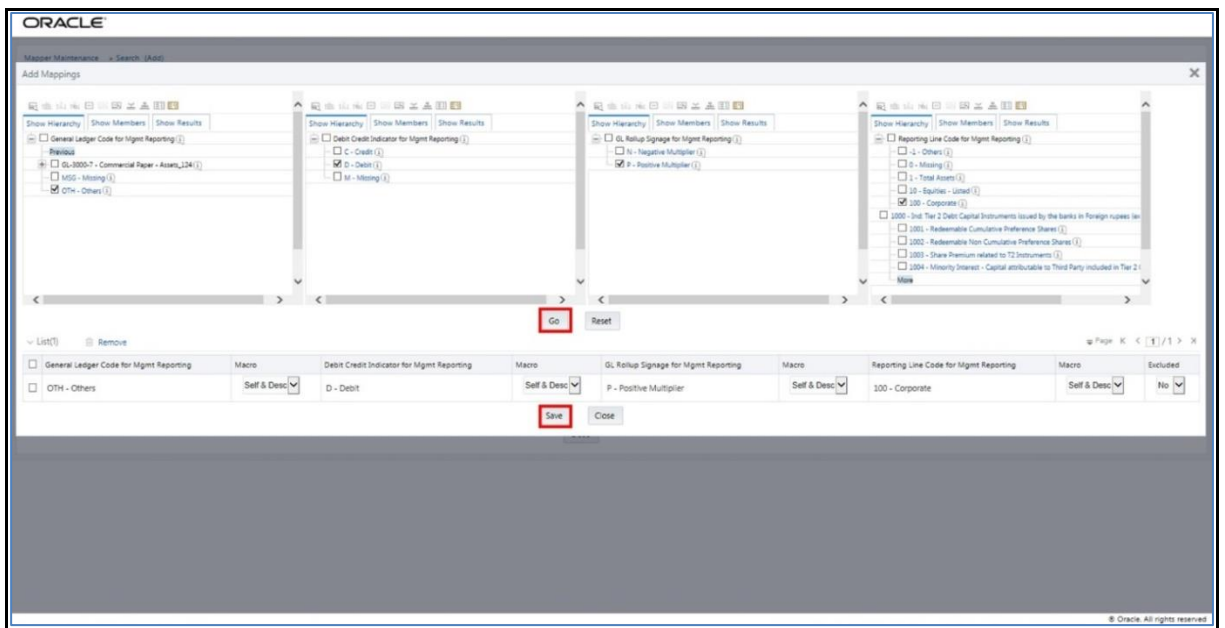 ORACLE
Mapper Maintenance » Search (Add)
Add Mappings
Show Hierarchy Show Members Show Results
General Ledger Code for Mgmt Reporting
Previous
GL-3800-7 - Commercial Paper - Assets_124
MSG - Missing
OTH - Others
Show Hierarchy Show Members Show Results
Debit Credit Indicator for Mgmt Reporting
C - Credit
D - Debit
M - Missing
Show Hierarchy Show Members Show Results
GL Rollup Signage for Mgmt Reporting
N - Negative Multiplier
P - Positive Multiplier
Show Hierarchy Show Members Show Results
Reporting Line Code for Mgmt Reporting
-1 - Others
0 - Missing
1 - Total Assets
10 - Equities - Listed
100 - Corporate
1000 - Ind: Tier 2 Debt Capital Instruments issued by the banks in Foreign rupees
1001 - Redeemable Cumulative Preference Shares
1002 - Redeemable Non Cumulative Preference Shares
1003 - Share Premium related to T2 Instruments
1004 - Minority Interest - Capital attributable to Third Party included in Tier 2
More
Go Reset
List(1) Remove
Page K < 1 / 1 >
General Ledger Code for Mgmt Reporting Macro Debit Credit Indicator for Mgmt Reporting Macro GL Rollup Signage for Mgmt Reporting Macro Reporting Line Code for Mgmt Reporting Macro Excluded
OTH - Others Self & Desc D - Debit Self & Desc P - Positive Multiplier Self & Desc 100 - Corporate Self & Desc No
Save Close
© Oracle. All rights reserved